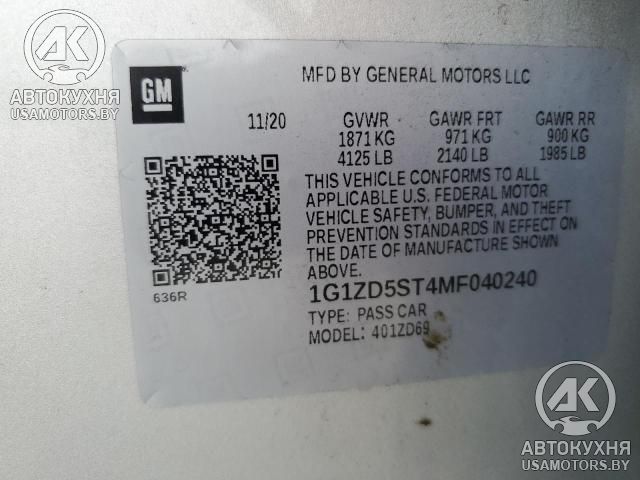 АК
АВТОКУХНЯ
USAMOTORS.BY
GM
MFD BY GENERAL MOTORS LLC
11/20 GVWR GAWR FRT GAWR RR
1871 KG 971 KG 900 KG
4125 LB 2140 LB 1985 LB
THIS VEHICLE CONFORMS TO ALL
APPLICABLE U.S. FEDERAL MOTOR
VEHICLE SAFETY, BUMPER, AND THEFT
PREVENTION STANDARDS IN EFFECT ON
THE DATE OF MANUFACTURE SHOWN
ABOVE.
636R
1G1ZD5ST4MF040240
TYPE: PASS CAR
MODEL: 401ZD69
АК
АВТОКУХНЯ
USAMOTORS.BY